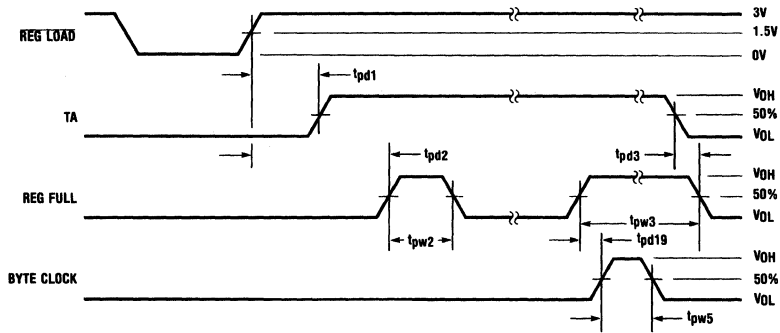 3V
REG LOAD
1.5V
0V
tpd1
VOH
TA
50%
VOL
tpd2
tpd3
VOH
REG FULL
50%
tpw3
VOL
tpw2
tpd19
VOH
BYTE CLOCK
50%
VOL
tpw5